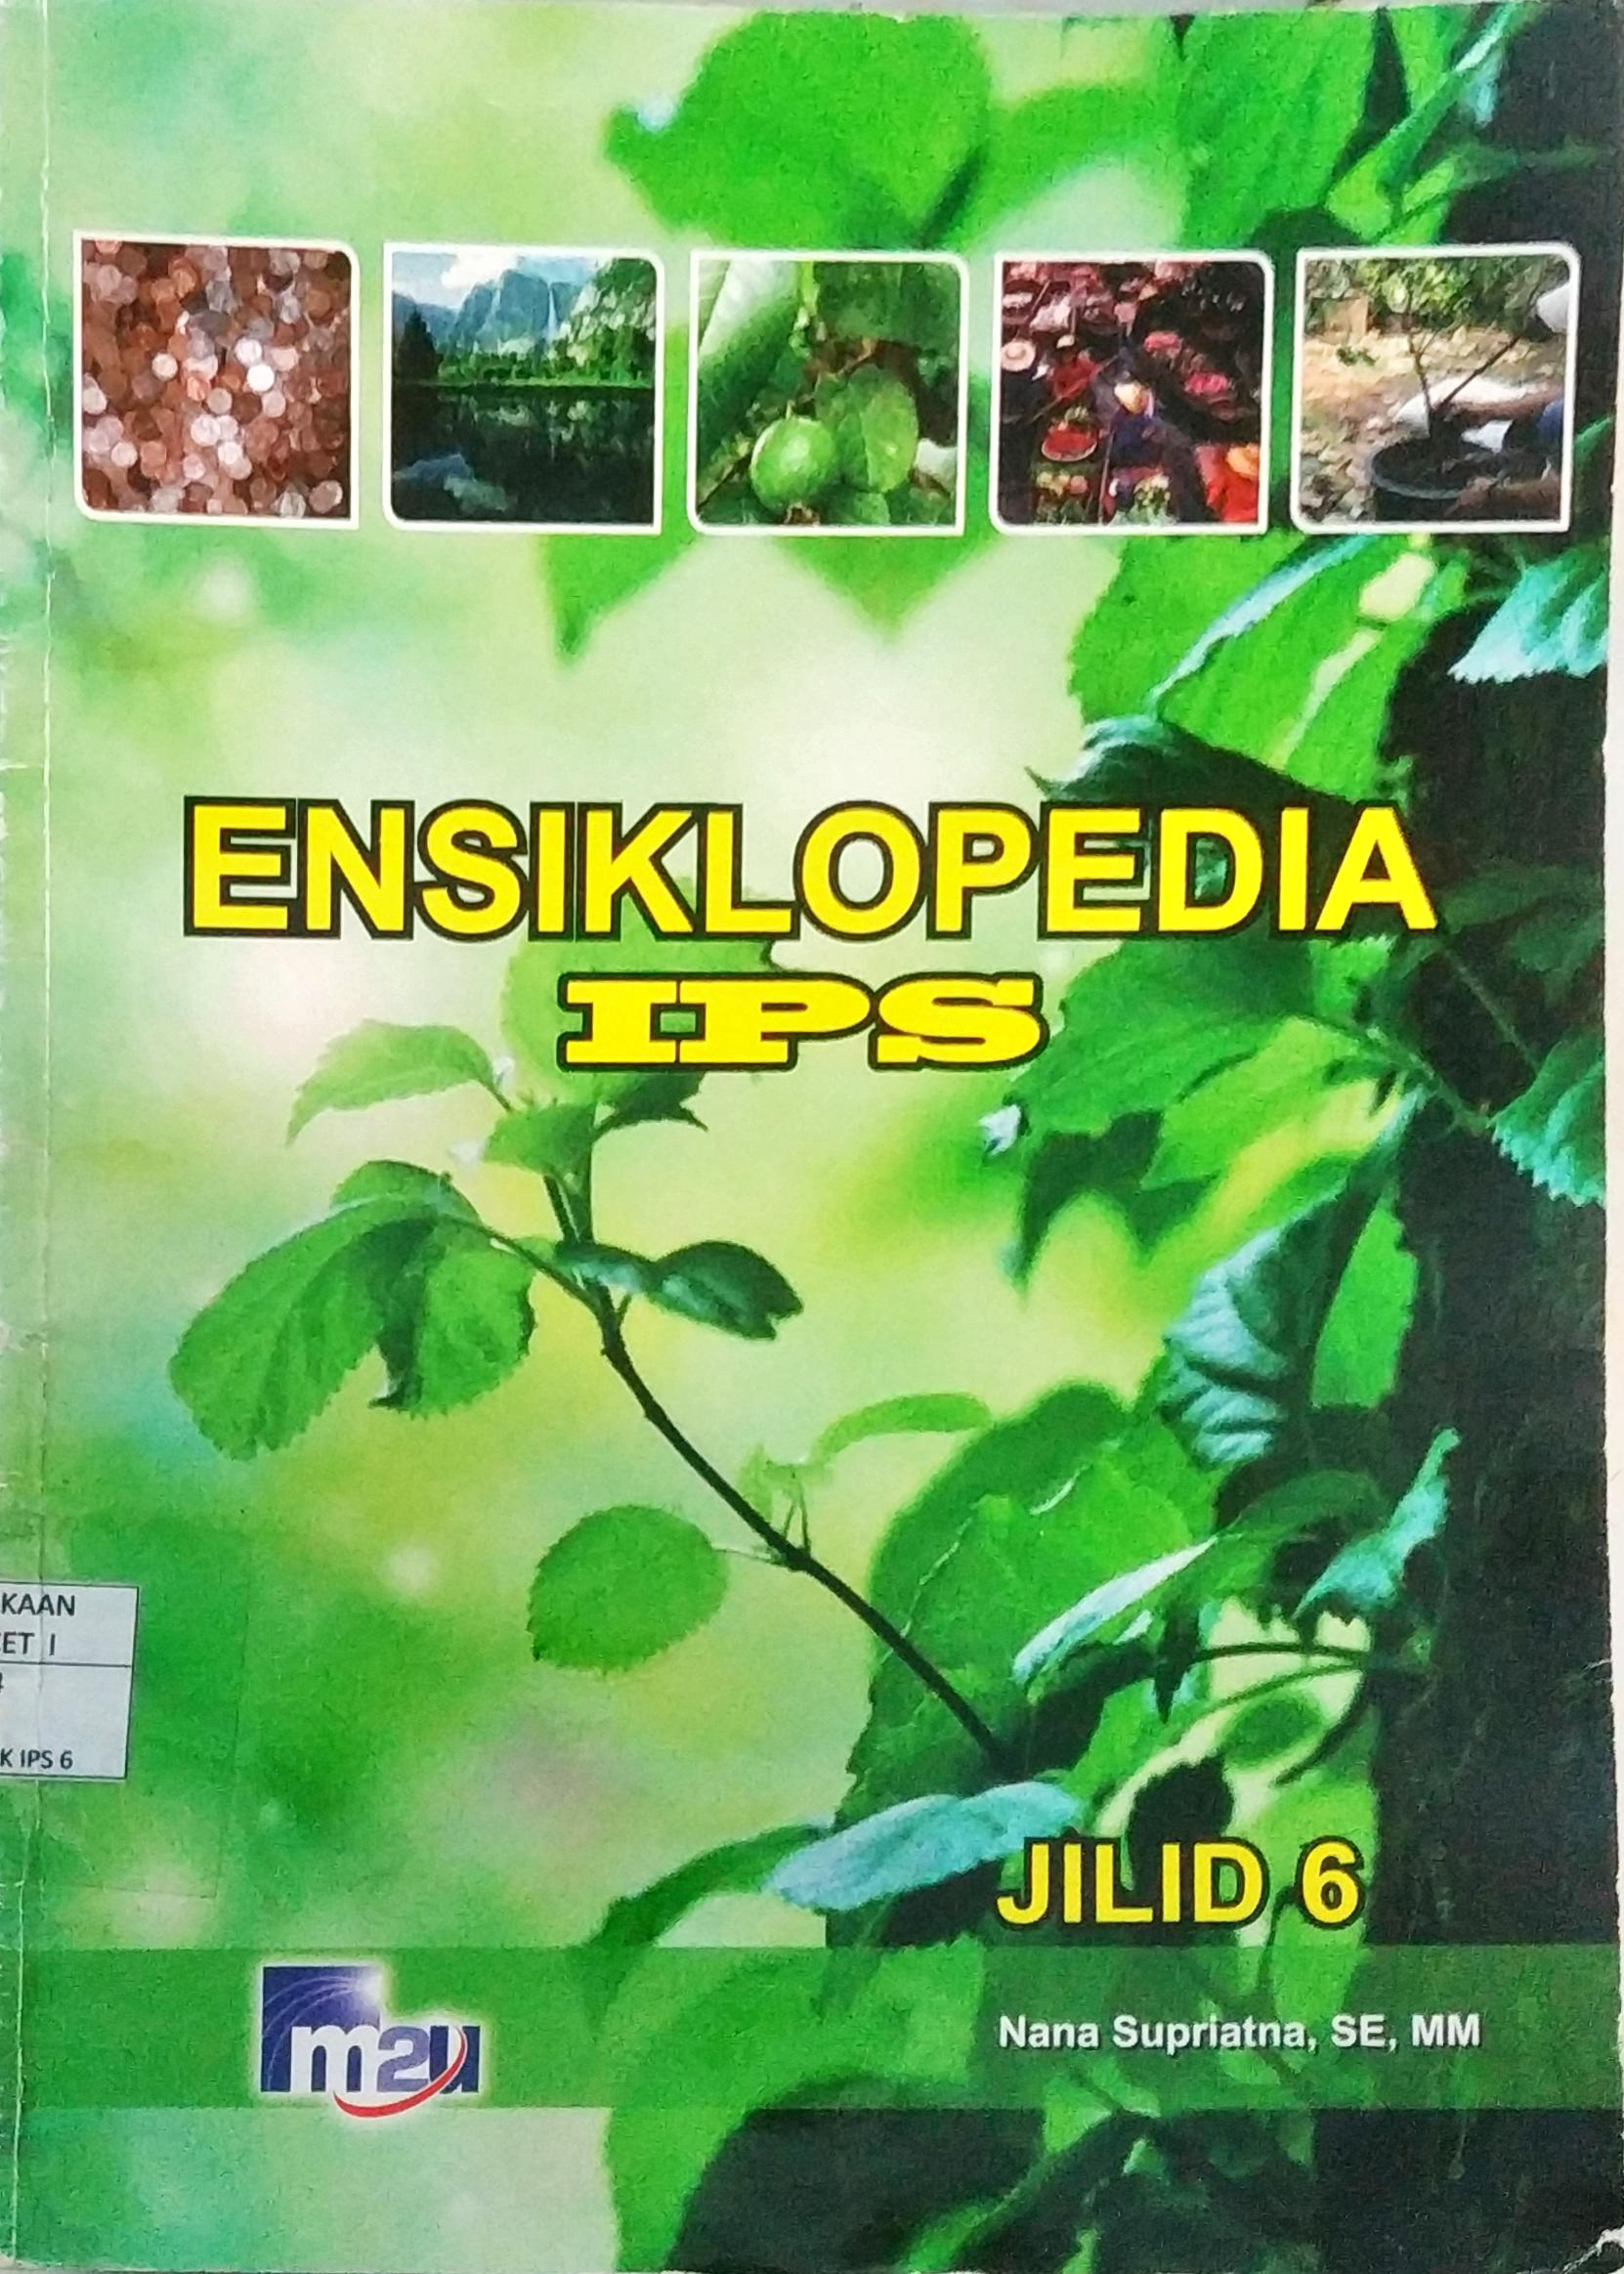 ENSIKLOPEDIA
IPS
KAAN
ET I
K IPS 6
JILID 6
m2u
Nana Supriatna, SE, MM